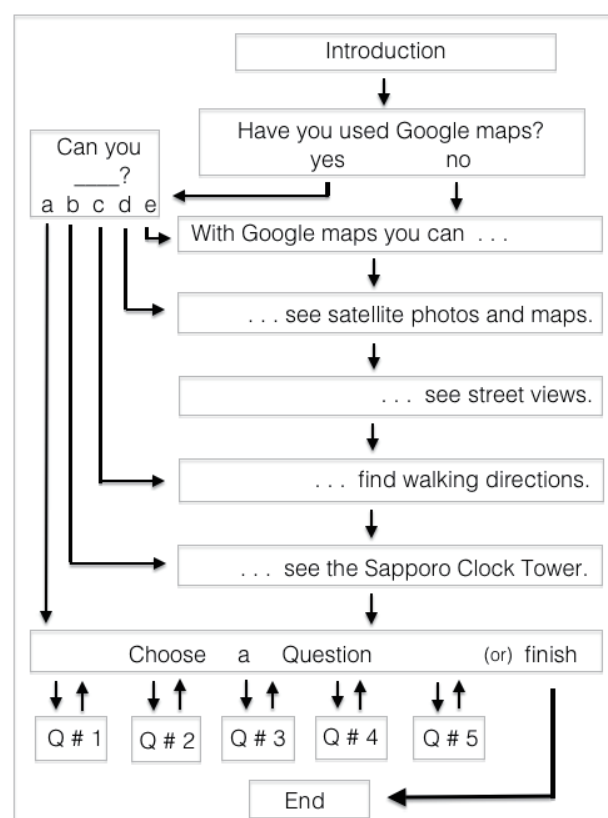 Introduction
Have you used Google maps?
yes no
Can you
____?
a b c d e
With Google maps you can . . .
. . . see satellite photos and maps.
. . . see street views.
. . . find walking directions.
. . . see the Sapporo Clock Tower.
Choose a Question (or) finish
Q # 1 Q # 2 Q # 3 Q # 4 Q # 5
End